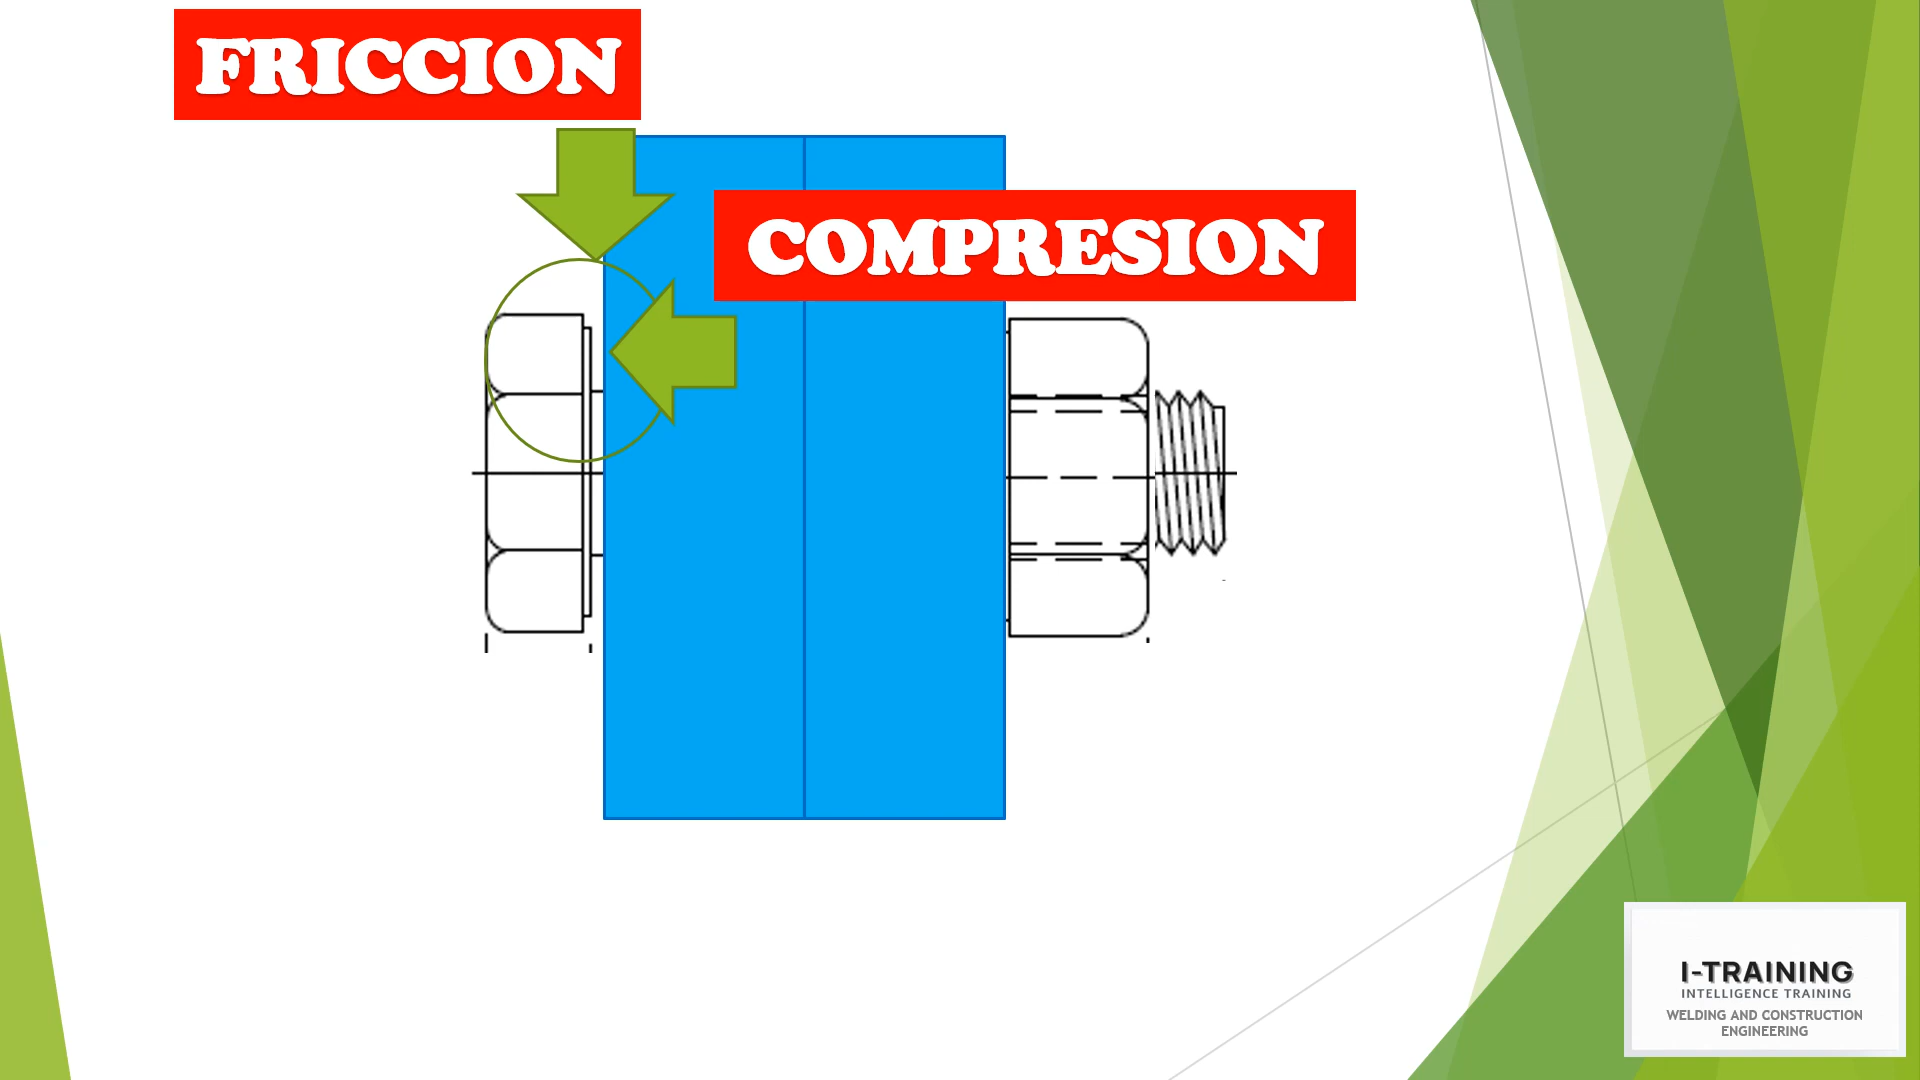 FRICCION
COMPRESION
I-TRAINING
INTELLIGENCE TRAINING
WELDING AND CONSTRUCTION
ENGINEERING